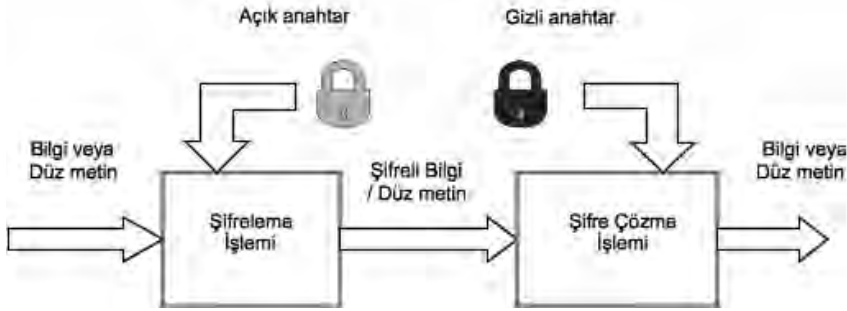 Açık anahtar
Gizli anahtar
Bilgi veya
Düz metin
Şifreleme
İşlemi
Şifreli Bilgi
/ Düz metin
Şifre Çözme
İşlemi
Bilgi veya
Düz metin